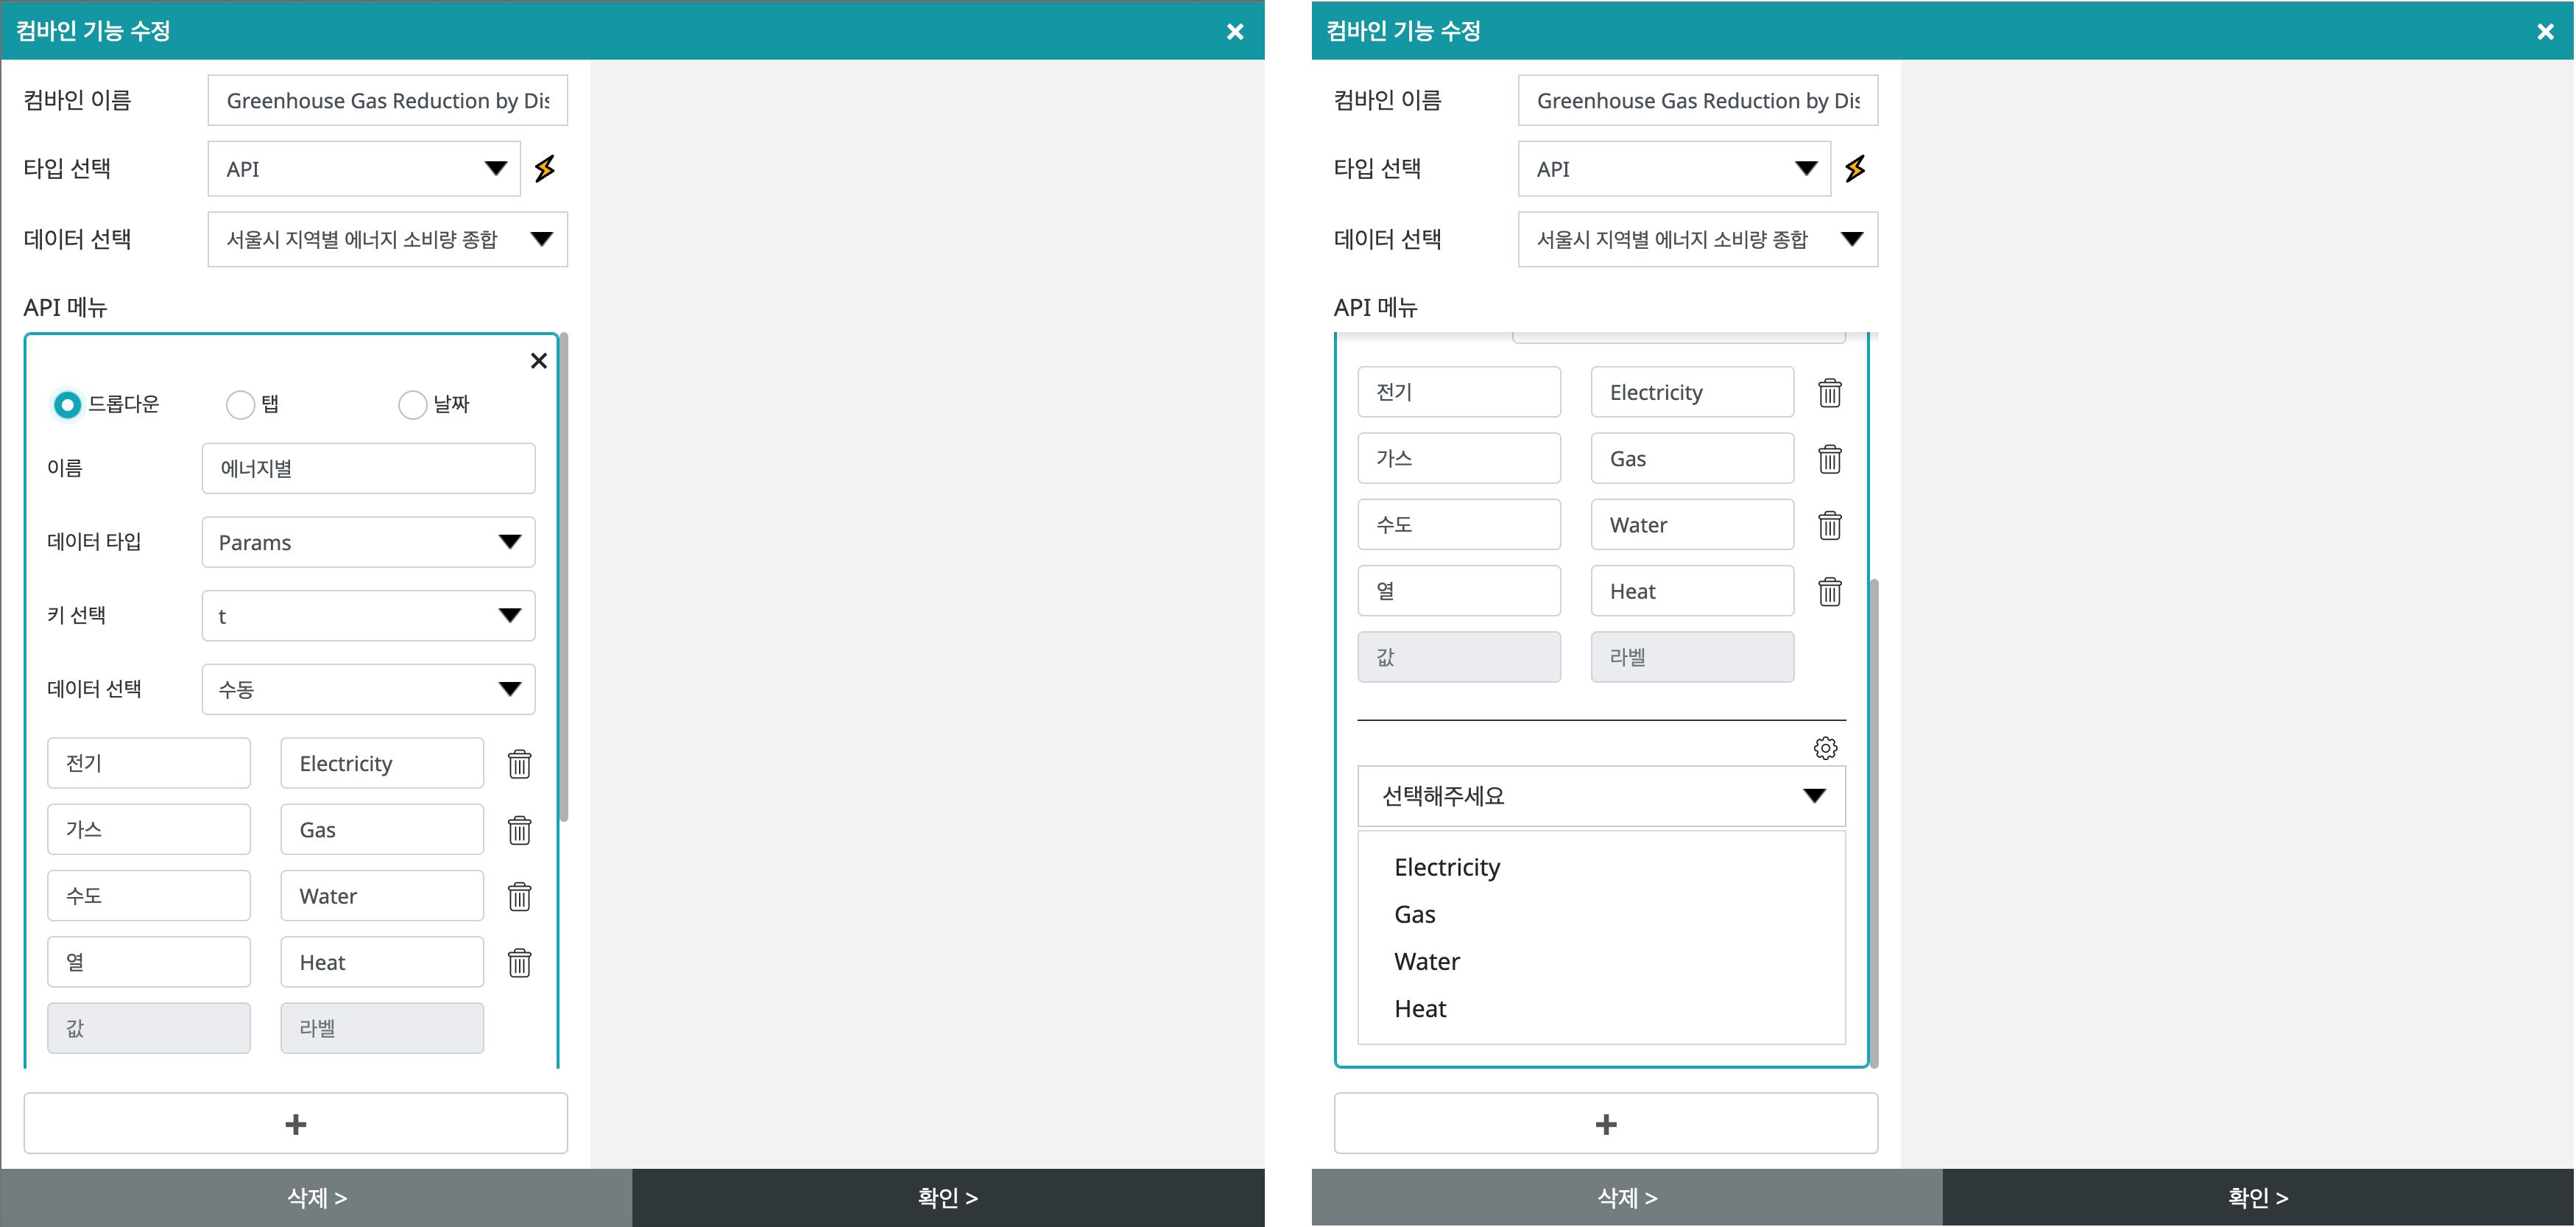 컴바인 기능 수정
컴바인 이름
Greenhouse Gas Reduction by Dis
타입 선택
API
데이터 선택
서울시 지역별 에너지 소비량 종합
API 메뉴
드롭다운
탭
날짜
이름
에너지별
데이터 타입
Params
키 선택
t
데이터 선택
수동
전기 Electricity
가스 Gas
수도 Water
열 Heat
값 라벨
+
삭제 >
확인 >
컴바인 기능 수정
컴바인 이름
Greenhouse Gas Reduction by Dis
타입 선택
API
데이터 선택
서울시 지역별 에너지 소비량 종합
API 메뉴
전기 Electricity
가스 Gas
수도 Water
열 Heat
값 라벨
선택해주세요
Electricity
Gas
Water
Heat
+
삭제 >
확인 >